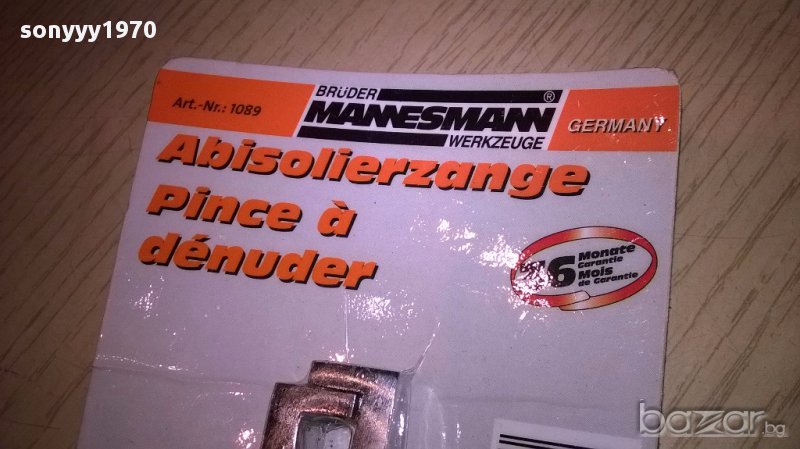 sonyyy1970
Art.-Nr.: 1089
BRÜDER
MANNESMANN®
WERKZEUGE
GERMANY
Abisolierzange
Pince à
dénuder
Monate
Garantie
Mois
de Garantie
bazar.bg